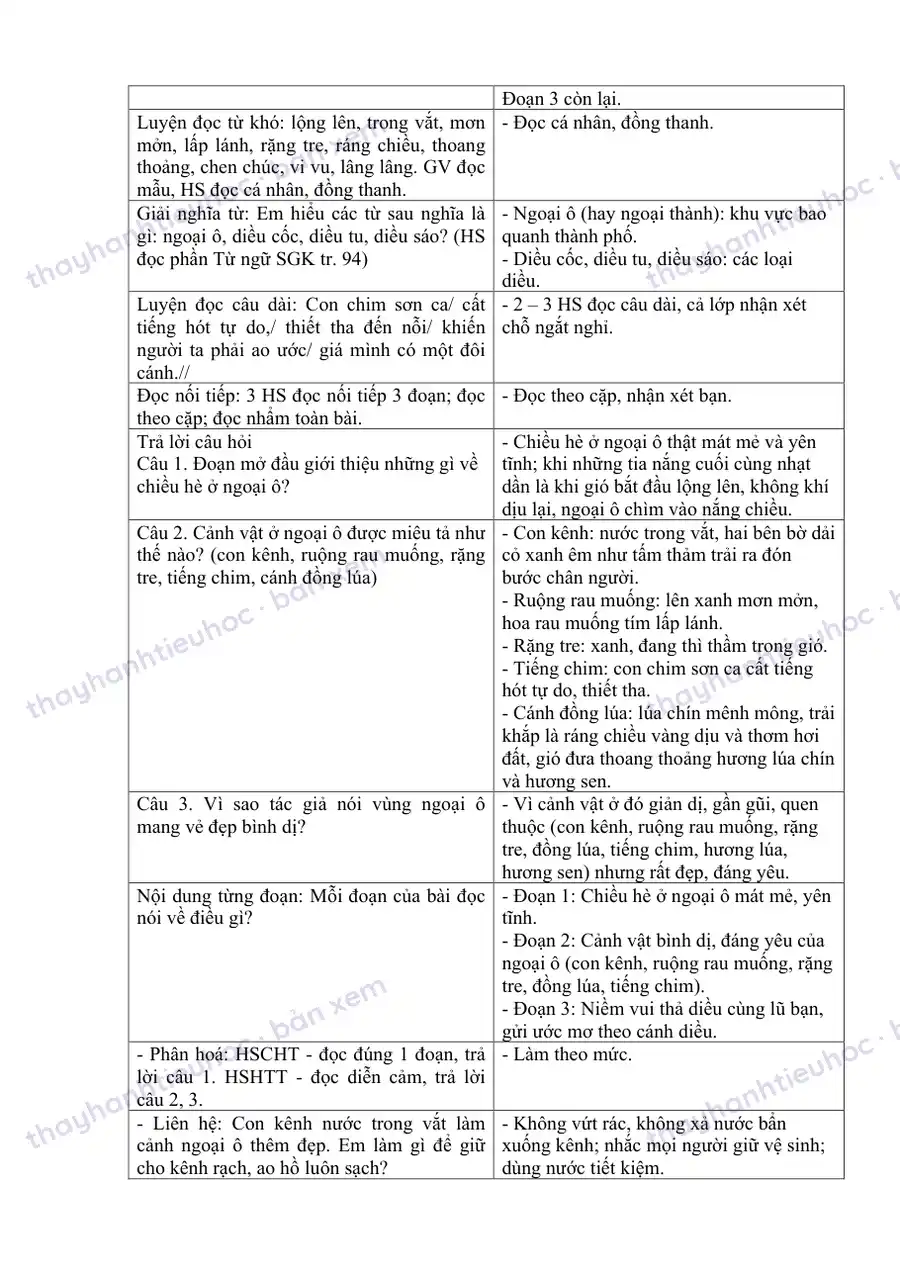 Đoạn 3 còn lại.
Luyện đọc từ khó: lộng lên, trong vắt, mơn
mởn, lấp lánh, rặng tre, ráng chiều, thoang
thoảng, chen chúc, vi vu, lâng lâng. GV đọc
mẫu, HS đọc cá nhân, đồng thanh.
- Đọc cá nhân, đồng thanh.
Giải nghĩa từ: Em hiểu các từ sau nghĩa là
gì: ngoại ô, diều cốc, diều tu, diều sáo? (HS
đọc phần Từ ngữ SGK tr. 94)
- Ngoại ô (hay ngoại thành): khu vực bao
quanh thành phố.
- Diều cốc, diều tu, diều sáo: các loại
diều.
Luyện đọc câu dài: Con chim sơn ca/ cất
tiếng hót tự do,/ thiết tha đến nỗi/ khiến
người ta phải ao ước/ giá mình có một đôi
cánh.//
- 2 – 3 HS đọc câu dài, cả lớp nhận xét
chỗ ngắt nghỉ.
Đọc nối tiếp: 3 HS đọc nối tiếp 3 đoạn; đọc
theo cặp; đọc nhẩm toàn bài.
- Đọc theo cặp, nhận xét bạn.
Trả lời câu hỏi
Câu 1. Đoạn mở đầu giới thiệu những gì về
chiều hè ở ngoại ô?
- Chiều hè ở ngoại ô thật mát mẻ và yên
tĩnh; khi những tia nắng cuối cùng nhạt
dần là khi gió bắt đầu lộng lên, không khí
dịu lại, ngoại ô chìm vào nắng chiều.
Câu 2. Cảnh vật ở ngoại ô được miêu tả như
thế nào? (con kênh, ruộng rau muống, rặng
tre, tiếng chim, cánh đồng lúa)
- Con kênh: nước trong vắt, hai bên bờ dải
cỏ xanh êm như tấm thảm trải ra đón
bước chân người.
- Ruộng rau muống: lên xanh mơn mởn,
hoa rau muống tím lấp lánh.
- Rặng tre: xanh, đang thì thầm trong gió.
- Tiếng chim: con chim sơn ca cất tiếng
hót tự do, thiết tha.
- Cánh đồng lúa: lúa chín mênh mông, trải
khắp là ráng chiều vàng dịu và thơm hơi
đất, gió đưa thoang thoảng hương lúa chín
và hương sen.
Câu 3. Vì sao tác giả nói vùng ngoại ô
mang vẻ đẹp bình dị?
- Vì cảnh vật ở đó giản dị, gần gũi, quen
thuộc (con kênh, ruộng rau muống, rặng
tre, đồng lúa, tiếng chim, hương lúa,
hương sen) nhưng rất đẹp, đáng yêu.
Nội dung từng đoạn: Mỗi đoạn của bài đọc
nói về điều gì?
- Đoạn 1: Chiều hè ở ngoại ô mát mẻ, yên
tĩnh.
- Đoạn 2: Cảnh vật bình dị, đáng yêu của
ngoại ô (con kênh, ruộng rau muống, rặng
tre, đồng lúa, tiếng chim).
- Đoạn 3: Niềm vui thả diều cùng lũ bạn,
gửi ước mơ theo cánh diều.
- Phân hoá: HSCHT - đọc đúng 1 đoạn, trả
lời câu 1. HSHTT - đọc diễn cảm, trả lời
câu 2, 3.
- Làm theo mức.
- Liên hệ: Con kênh nước trong vắt làm
cảnh ngoại ô thêm đẹp. Em làm gì để giữ
cho kênh rạch, ao hồ luôn sạch?
- Không vứt rác, không xả nước bẩn
xuống kênh; nhắc mọi người giữ vệ sinh;
dùng nước tiết kiệm.
thayhanhtieuhoc · bản xem
thayhanhtieuhoc · b
thayhanhtieuhoc · bản xem
thayhanhtieuhoc · b
thayhanhtieuhoc · bản xem
thayhanhtieuhoc · b